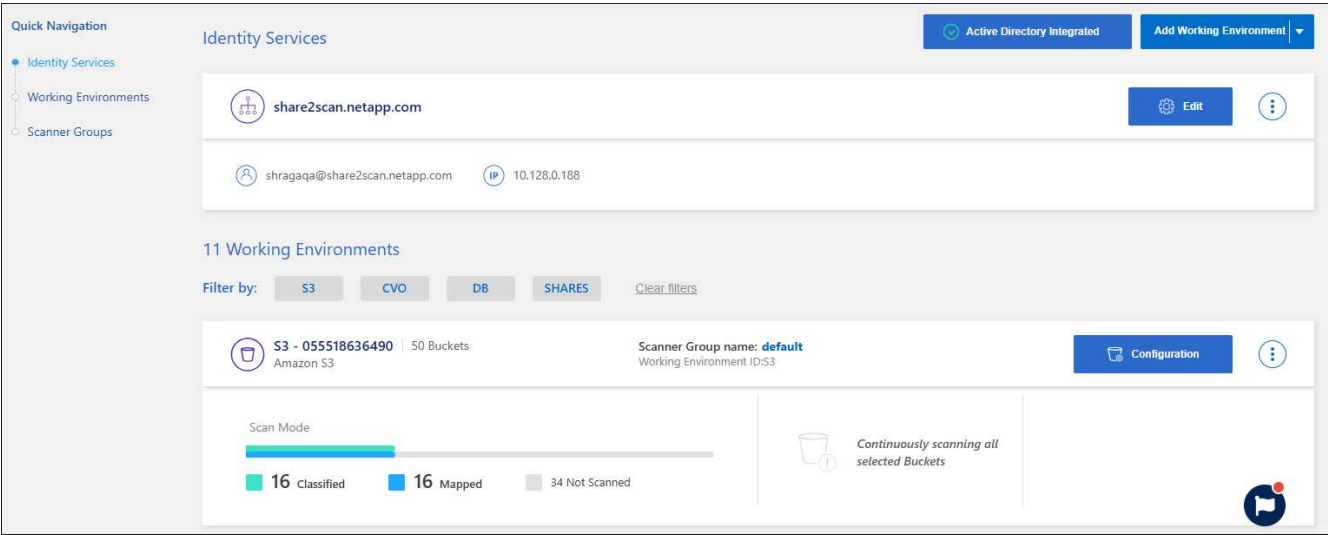 Quick Navigation
Identity Services
Working Environments
Scanner Groups
Identity Services
Active Directory Integrated
Add Working Environment
share2scan.netapp.com
Edit
shragaqa@share2scan.netapp.com
IP 10.128.0.188
11 Working Environments
Filter by: S3 CVO DB SHARES Clear filters
S3 - 055518636490 50 Buckets
Amazon S3
Scanner Group name: default
Working Environment ID:S3
Configuration
Scan Mode
16 Classified 16 Mapped 34 Not Scanned
Continuously scanning all
selected Buckets